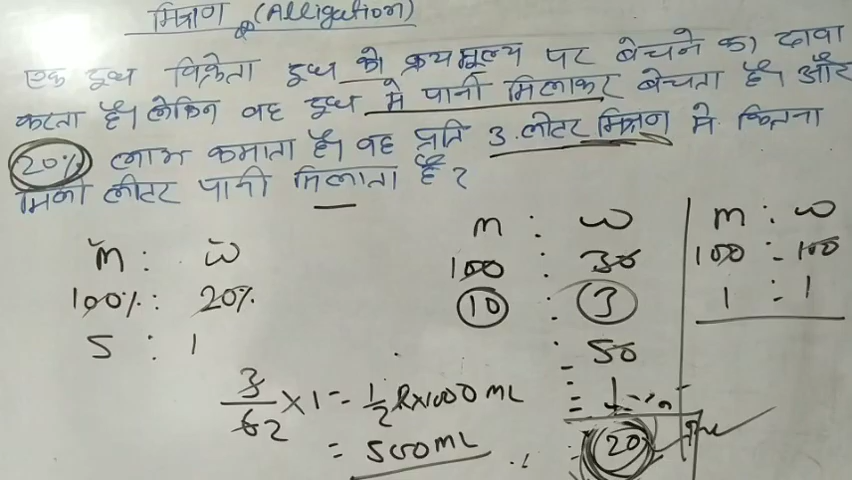 मिश्रण (Alligation)
एक दूध विक्रेता दूध को क्रयमूल्य पर बेचने का दावा
करता है। लेकिन वह दूध मे पानी मिलाकर बेचता है। और
20% लाभ कमाता है। वह प्रति 3 लीटर मिश्रण मे कितना
मिली लीटर पानी मिलाता है?
m : w
100% : 20%
5 : 1
3/62 × 1 = 1/2 l × 1000 ML
= 500ML
m : w
100 : 30
10 : 3
: 50
20
m : w
100 : 100
1 : 1